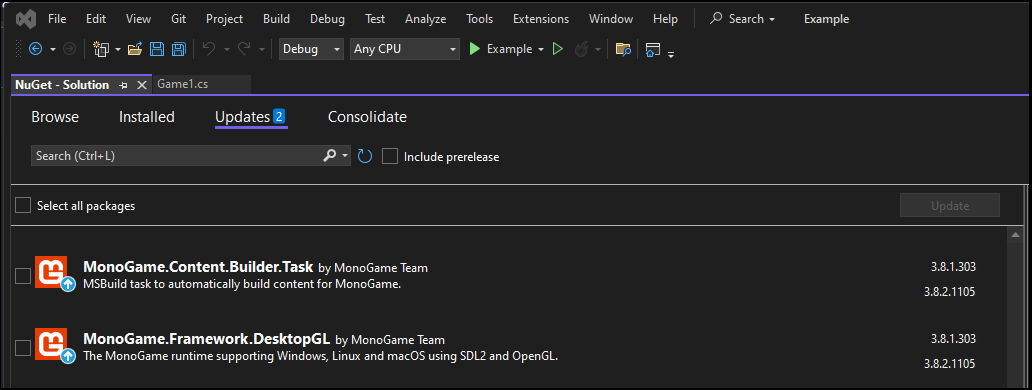 File Edit View Git Project Build Debug Test Analyze Tools Extensions Window Help Search Example
Debug Any CPU Example
NuGet - Solution Game1.cs
Browse Installed Updates 2 Consolidate
Search (Ctrl+L) Include prerelease
Select all packages Update
MonoGame.Content.Builder.Task by MonoGame Team 3.8.1.303
MSBuild task to automatically build content for MonoGame. 3.8.2.1105
MonoGame.Framework.DesktopGL by MonoGame Team 3.8.1.303
The MonoGame runtime supporting Windows, Linux and macOS using SDL2 and OpenGL. 3.8.2.1105